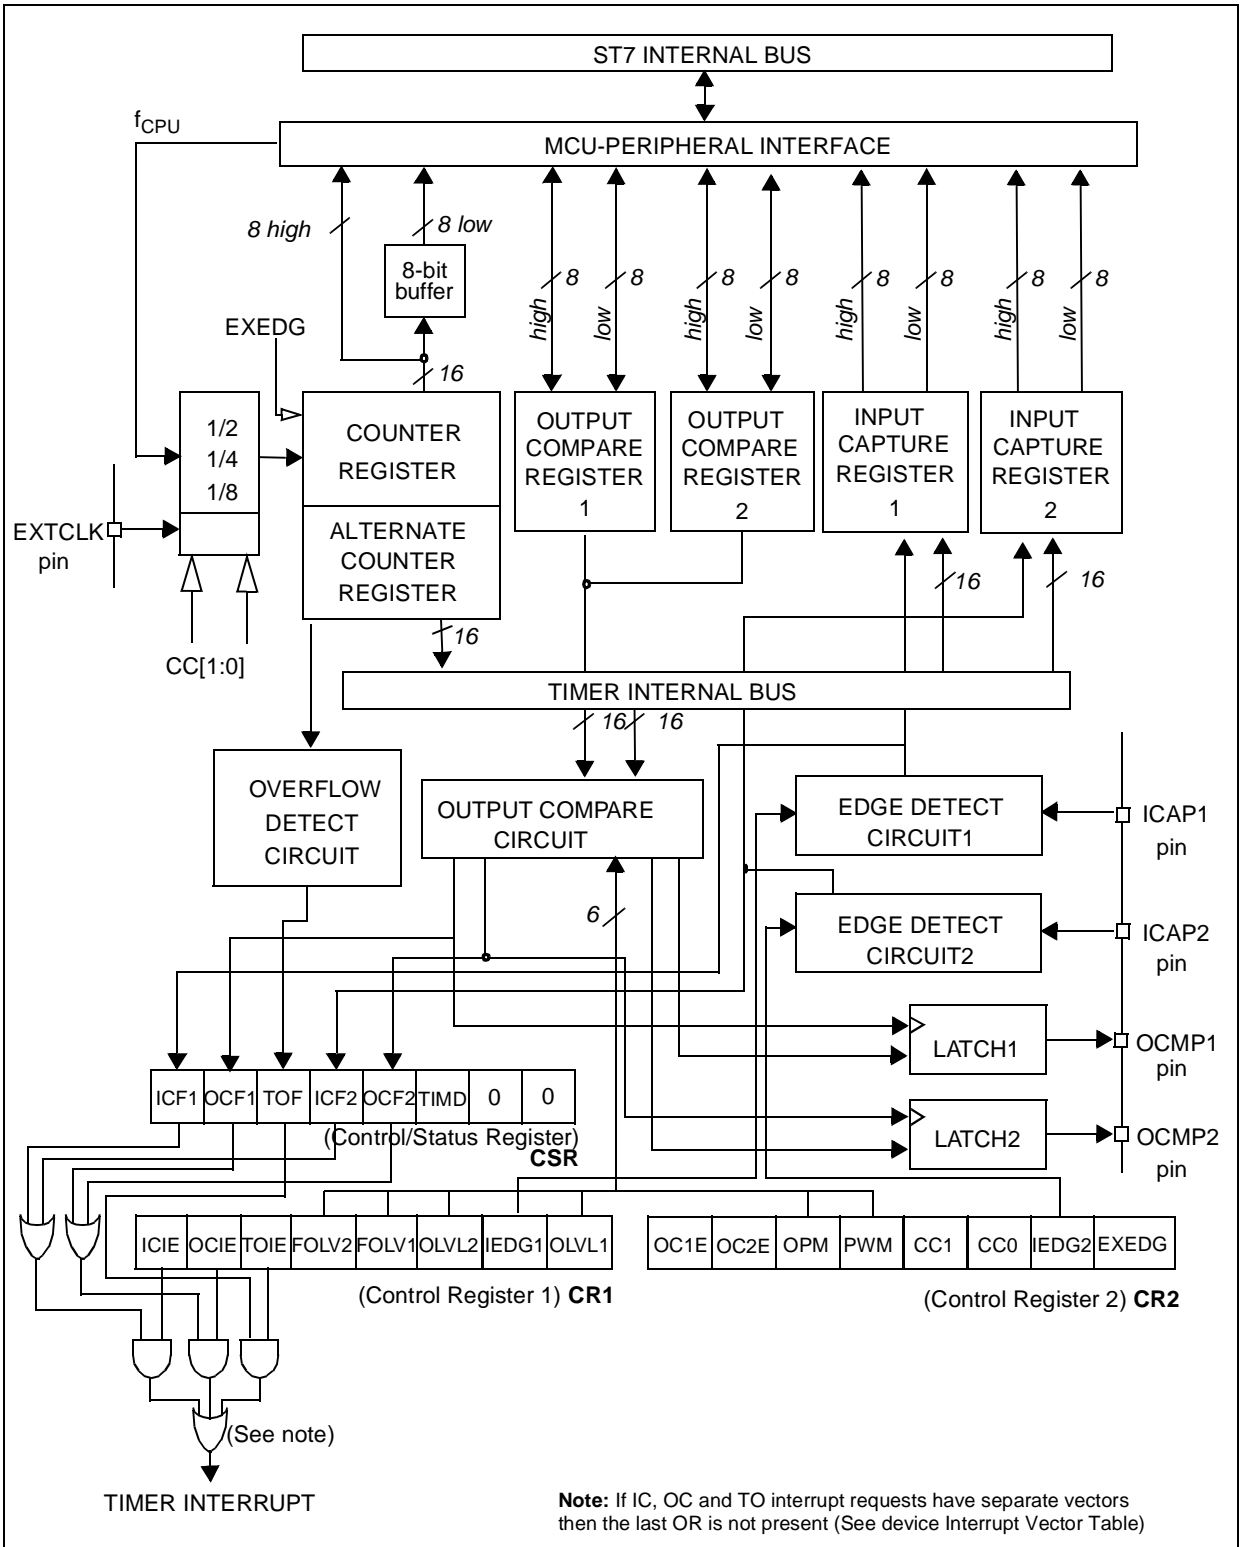 ST7 INTERNAL BUS
fCPU
MCU-PERIPHERAL INTERFACE
8 high
8 low
8-bit
buffer
16
high
8
low
8
high
8
low
8
high
8
low
8
high
8
low
8
EXEDG
1/2
1/4
1/8
COUNTER
REGISTER
ALTERNATE
COUNTER
REGISTER
OUTPUT
COMPARE
REGISTER
1
OUTPUT
COMPARE
REGISTER
2
INPUT
CAPTURE
REGISTER
1
INPUT
CAPTURE
REGISTER
2
EXTCLK
pin
CC[1:0]
16
16
16
TIMER INTERNAL BUS
16
16
OVERFLOW
DETECT
CIRCUIT
OUTPUT COMPARE
CIRCUIT
6
EDGE DETECT
CIRCUIT1
ICAP1
pin
EDGE DETECT
CIRCUIT2
ICAP2
pin
LATCH1
OCMP1
pin
LATCH2
OCMP2
pin
ICF1 OCF1 TOF ICF2 OCF2 TIMD 0 0
(Control/Status Register)
CSR
ICIE OCIE TOIE FOLV2 FOLV1 OLVL2 IEDG1 OLVL1
(Control Register 1) CR1
OC1E OC2E OPM PWM CC1 CC0 IEDG2 EXEDG
(Control Register 2) CR2
(See note)
TIMER INTERRUPT
Note: If IC, OC and TO interrupt requests have separate vectors
then the last OR is not present (See device Interrupt Vector Table)